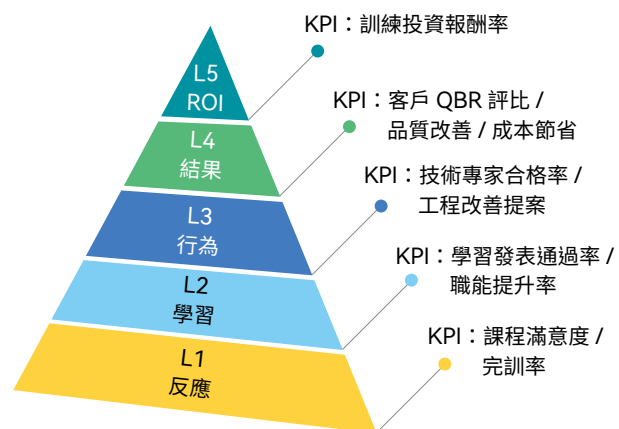 KPI：訓練投資報酬率
L5
ROI
KPI：客戶 QBR 評比 /
品質改善 / 成本節省
L4
結果
KPI：技術專家合格率 /
工程改善提案
L3
行為
KPI：學習發表通過率 /
職能提升率
L2
學習
KPI：課程滿意度 /
完訓率
L1
反應